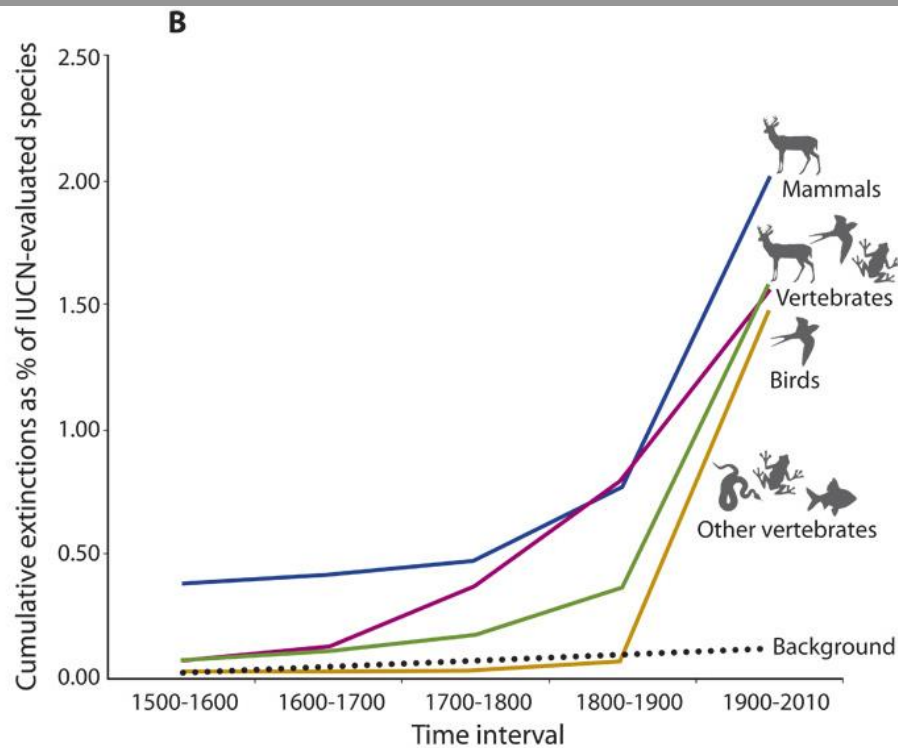 B
Cumulative extinctions as % of IUCN-evaluated species
2.50
2.00
1.50
1.00
0.50
0.00
Mammals
Vertebrates
Birds
Other vertebrates
Background
1500-1600 1600-1700 1700-1800 1800-1900 1900-2010
Time interval